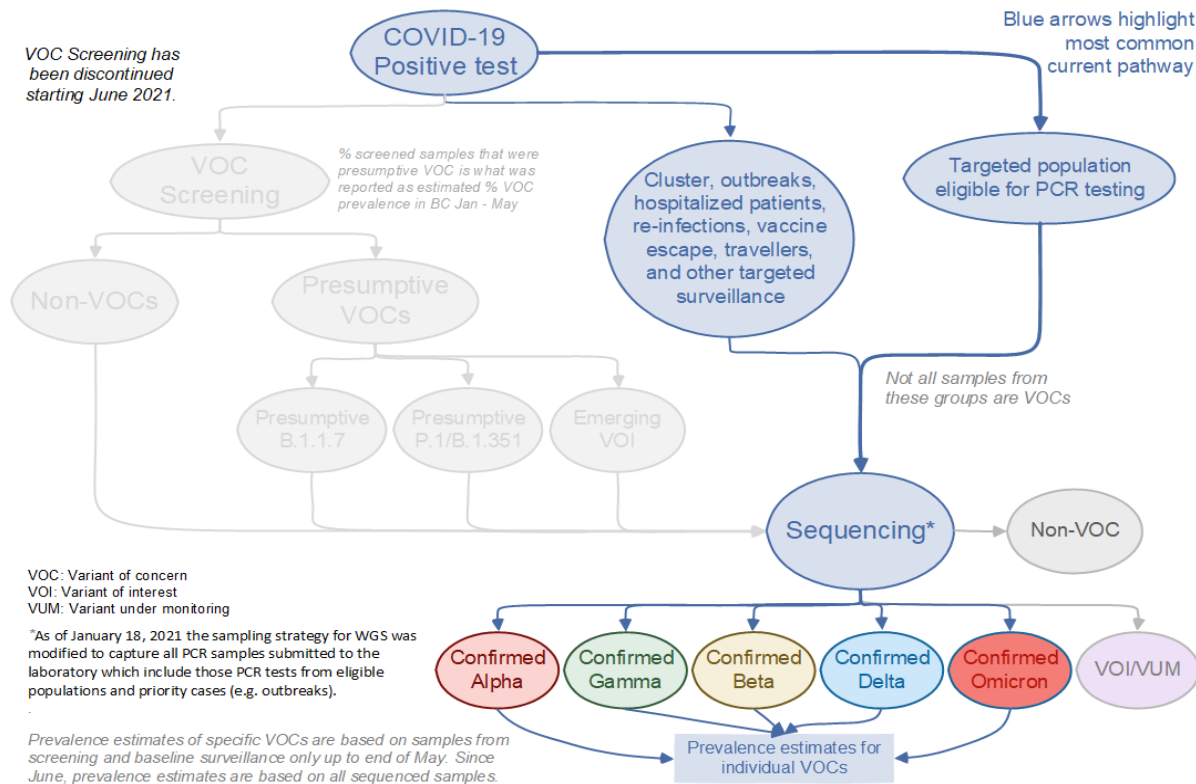 COVID-19
Positive test
Blue arrows highlight
most common
current pathway
VOC Screening has
been discontinued
starting June 2021.
VOC
Screening
% screened samples that were
presumptive VOC is what was
reported as estimated % VOC
prevalence in BC Jan - May
Cluster, outbreaks,
hospitalized patients,
re-infections, vaccine
escape, travellers,
and other targeted
surveillance
Targeted population
eligible for PCR testing
Non-VOCs
Presumptive
VOCs
Not all samples from
these groups are VOCs
Presumptive
B.1.1.7
Presumptive
P.1/B.1.351
Emerging
VOI
Sequencing*
Non-VOC
VOC: Variant of concern
VOI: Variant of interest
VUM: Variant under monitoring
*As of January 18, 2021 the sampling strategy for WGS was
modified to capture all PCR samples submitted to the
laboratory which include those PCR tests from eligible
populations and priority cases (e.g. outbreaks).
.
Confirmed
Alpha
Confirmed
Gamma
Confirmed
Beta
Confirmed
Delta
Confirmed
Omicron
VOI/VUM
Prevalence estimates for
individual VOCs
Prevalence estimates of specific VOCs are based on samples from
screening and baseline surveillance only up to end of May. Since
June, prevalence estimates are based on all sequenced samples.